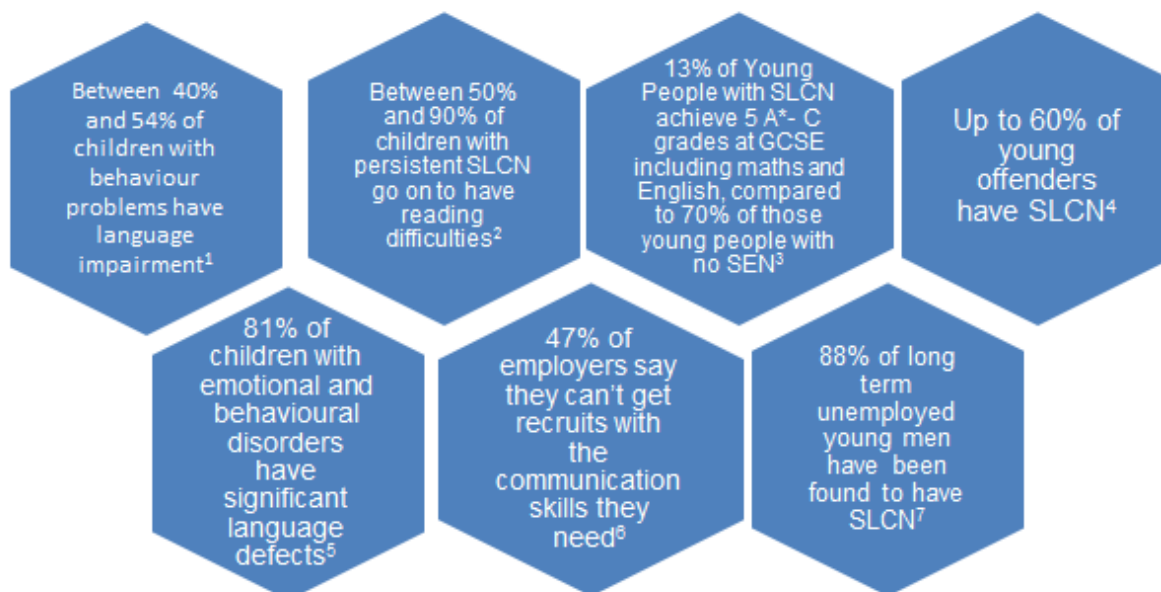 Between 40%
and 54% of
children with
behaviour
problems have
language
impairment¹
Between 50%
and 90% of
children with
persistent SLCN
go on to have
reading
difficulties²
13% of Young
People with SLCN
achieve 5 A*- C
grades at GCSE
including maths and
English, compared
to 70% of those
young people with
no SEN³
Up to 60% of
young
offenders
have SLCN⁴
81% of
children with
emotional and
behavioural
disorders
have
significant
language
defects⁵
47% of
employers say
they can't get
recruits with
the
communication
skills they
need⁶
88% of long
term
unemployed
young men
have been
found to have
SLCN⁷